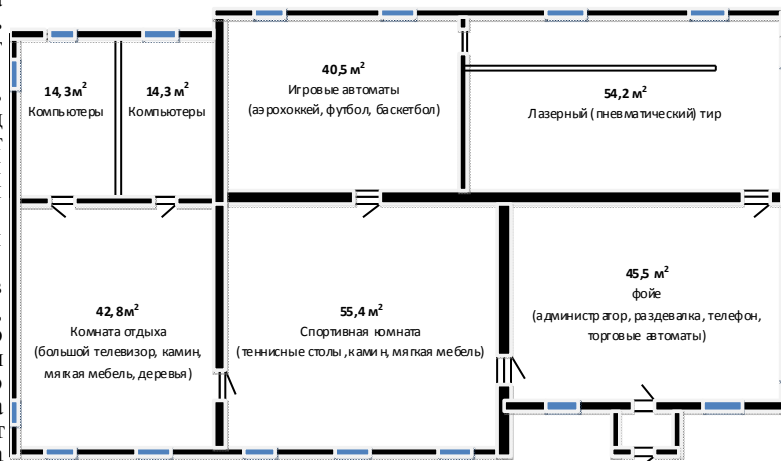 14,3м²
Компьютеры
14,3м²
Компьютеры
40,5 м²
Игровые автоматы
(аэрохоккей, футбол, баскетбол)
54,2 м²
Лазерный (пневматический) тир
42,8м²
Комната отдыха
(большой телевизор, камин,
мягкая мебель, деревья)
55,4 м²
Спортивная комната
(теннисные столы ,камин, мягкая мебель)
45,5 м²
фойе
(администратор, раздевалка, телефон,
торговые автоматы)